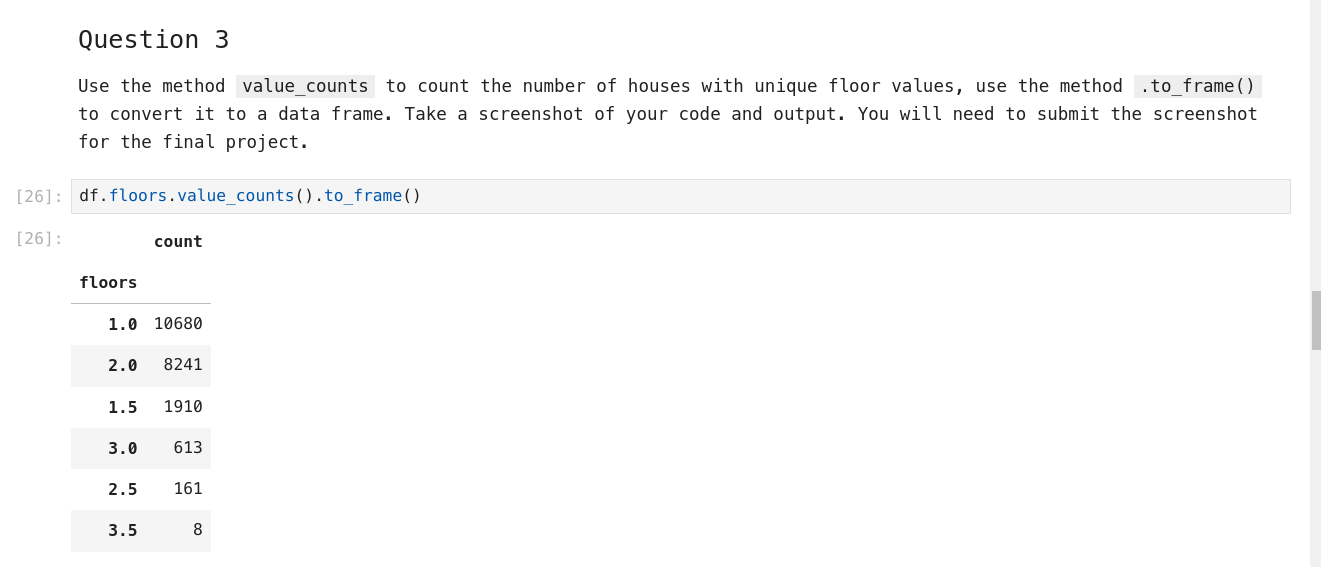 Question 3
Use the method value_counts to count the number of houses with unique floor values, use the method .to_frame()
to convert it to a data frame. Take a screenshot of your code and output. You will need to submit the screenshot
for the final project.
[26]: df.floors.value_counts().to_frame()
[26]: count
floors
1.0 10680
2.0 8241
1.5 1910
3.0 613
2.5 161
3.5 8